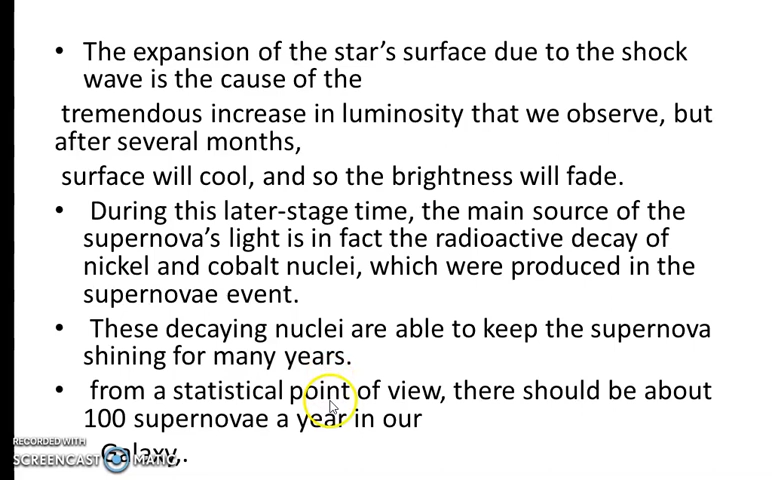 • The expansion of the star's surface due to the shock
wave is the cause of the
tremendous increase in luminosity that we observe, but
after several months,
surface will cool, and so the brightness will fade.
• During this later-stage time, the main source of the
supernova's light is in fact the radioactive decay of
nickel and cobalt nuclei, which were produced in the
supernovae event.
• These decaying nuclei are able to keep the supernova
shining for many years.
• from a statistical point of view, there should be about
100 supernovae a year in our
Galaxy,.
RECORDED WITH
SCREENCAST MATIC